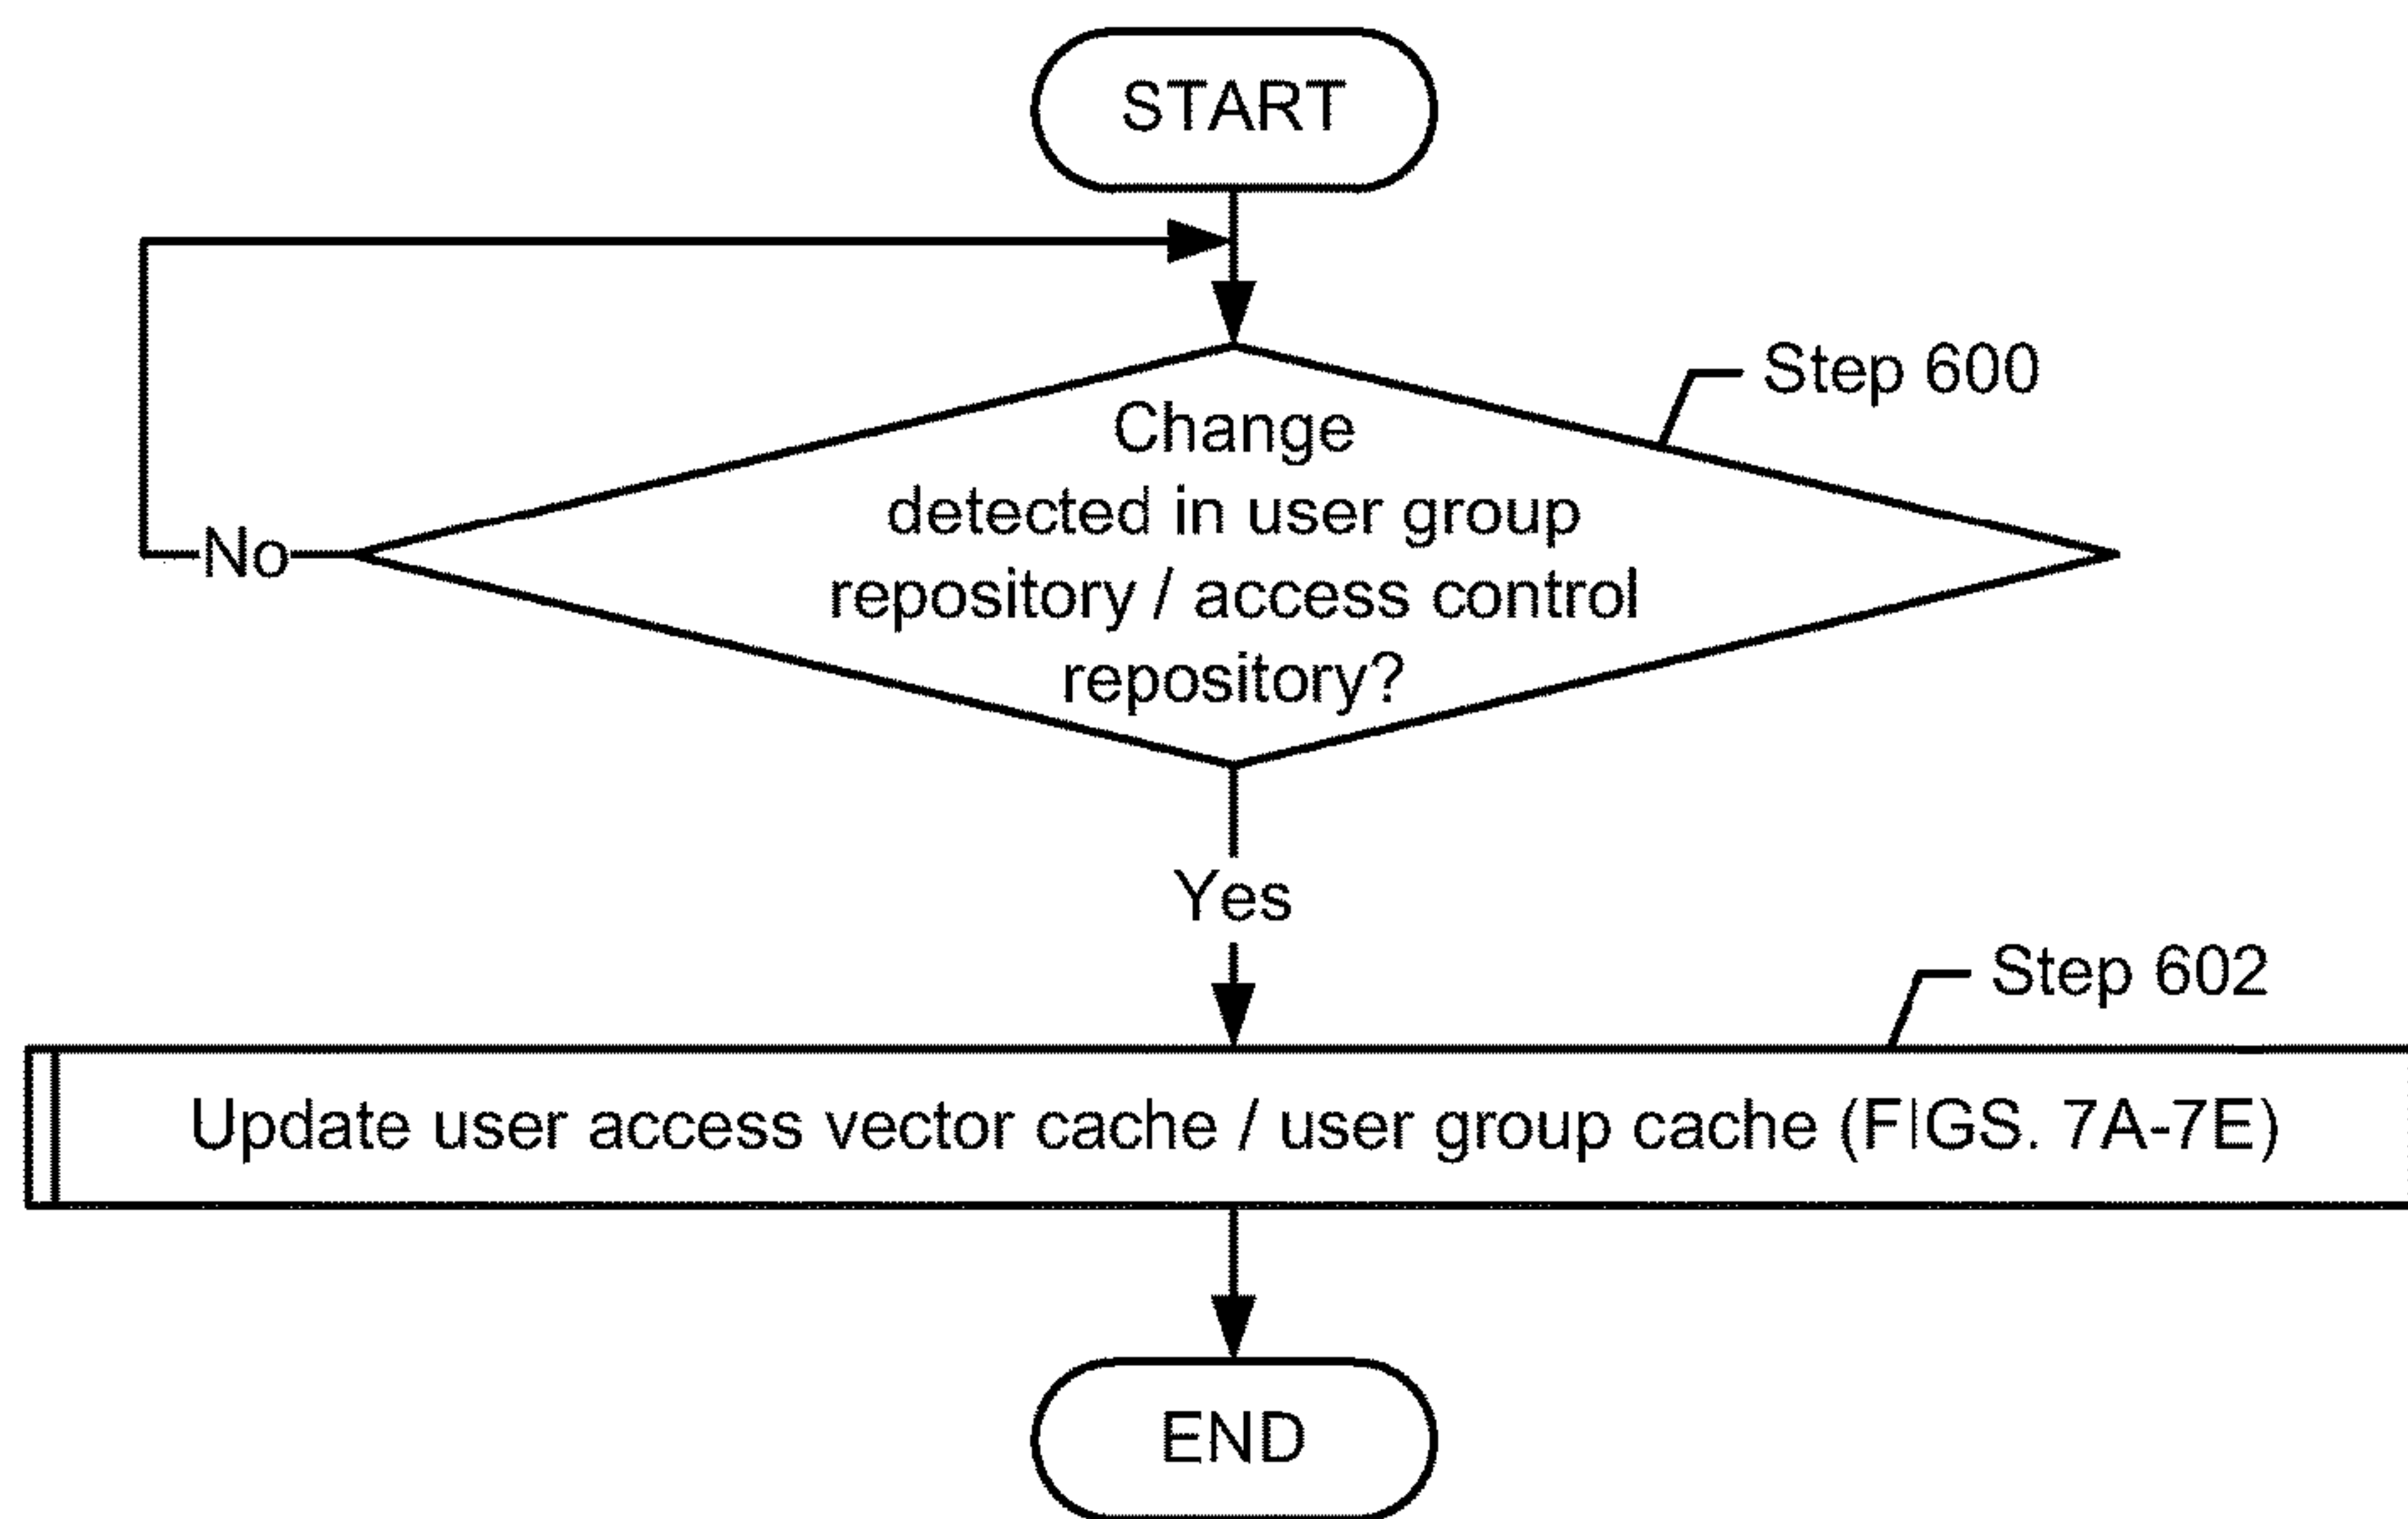 START
Step 600
Change
detected in user group
repository / access control
repository?
No
Yes
Step 602
Update user access vector cache / user group cache (FIGS. 7A-7E)
END